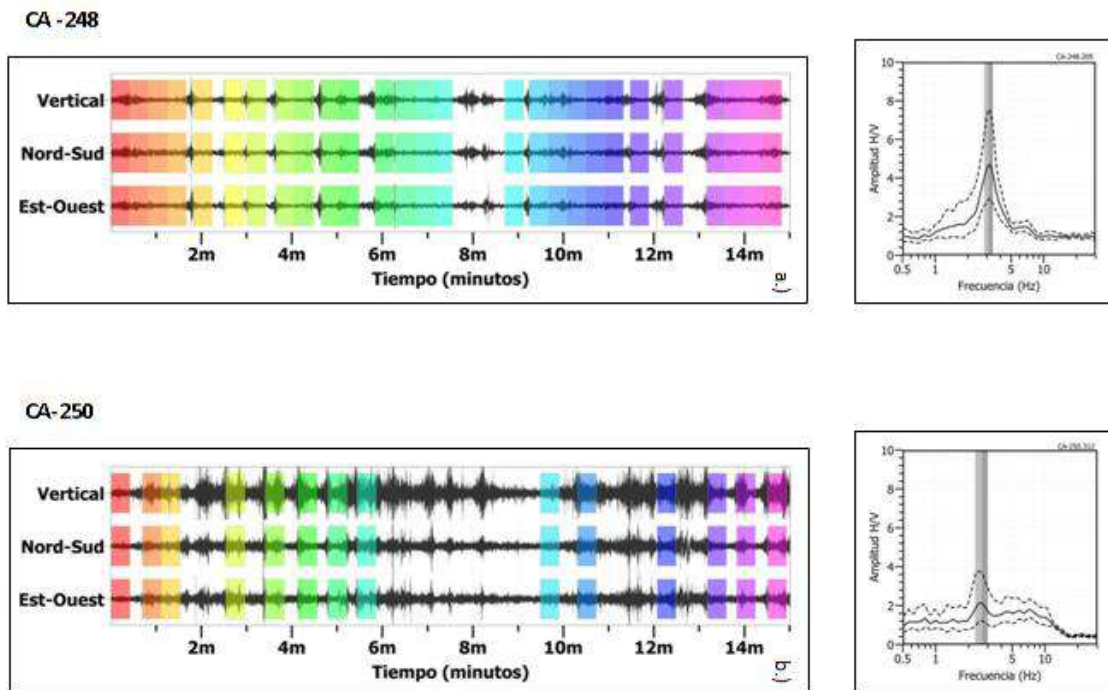 CA -248
Vertical
Nord-Sud
Est-Ouest
2m 4m 6m 8m 10m 12m 14m
Tiempo (minutos)
a.)
CA-248.205
10
8
6
4
2
0
Amplitud H/V
0.5 1 5 10
Frecuencia (Hz)
CA-250
Vertical
Nord-Sud
Est-Ouest
2m 4m 6m 8m 10m 12m 14m
Tiempo (minutos)
b.)
10
8
6
4
2
0
Amplitud H/V
0.5 1 5 10
Frecuencia (Hz)